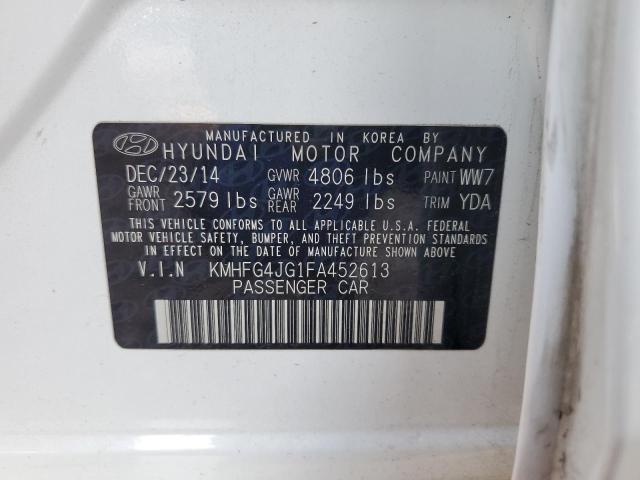 MANUFACTURED IN KOREA BY
HYUNDAI MOTOR COMPANY
DEC/23/14 GVWR 4806 lbs PAINT WW7
GAWR FRONT 2579 lbs GAWR REAR 2249 lbs TRIM YDA
THIS VEHICLE CONFORMS TO ALL APPLICABLE U.S.A. FEDERAL
MOTOR VEHICLE SAFETY, BUMPER, AND THEFT PREVENTION STANDARDS
IN EFFECT ON THE DATE OF MANUFACTURE SHOWN ABOVE
V.I.N KMHFG4JG1FA452613
PASSENGER CAR